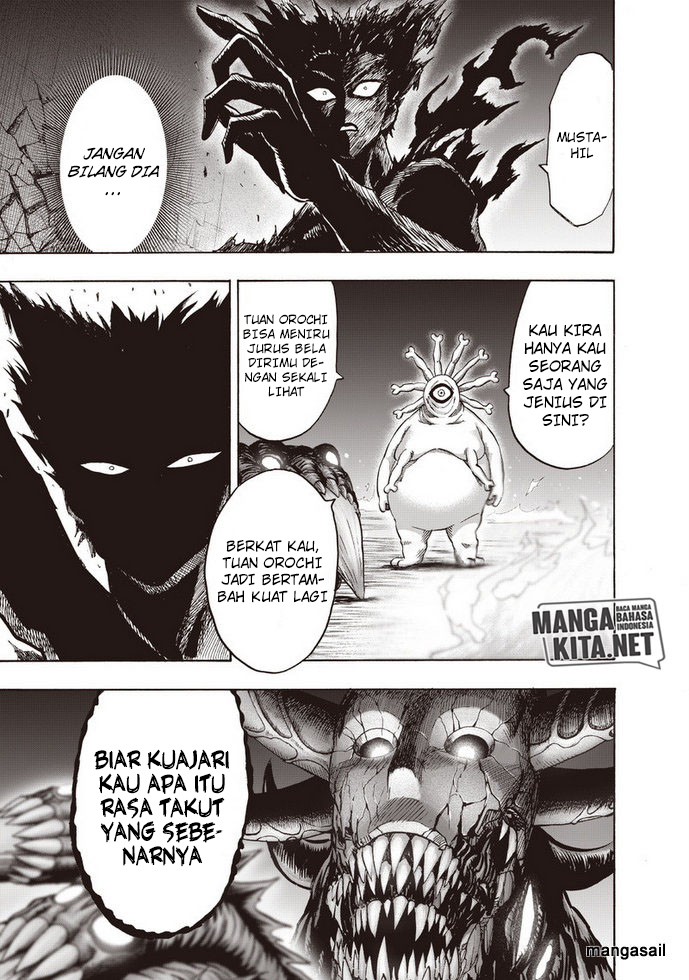 MUSTA-
HIL
JANGAN
BILANG DIA
...
KAU KIRA
HANYA KAU
SEORANG
SAJA YANG
JENIUS DI
SINI?
TUAN OROCHI
BISA MENIRU
JURUS BELA
DIRIMU DE-
NGAN SEKALI
LIHAT
BERKAT KAU,
TUAN OROCHI
JADI BERTAM-
BAH KUAT LAGI
MANGA
KITA.NET
BACA MANGA
BAHASA
INDONESIA
BIAR KUAJARI
KAU APA ITU
RASA TAKUT
YANG SEBE-
NARNYA
mangasail